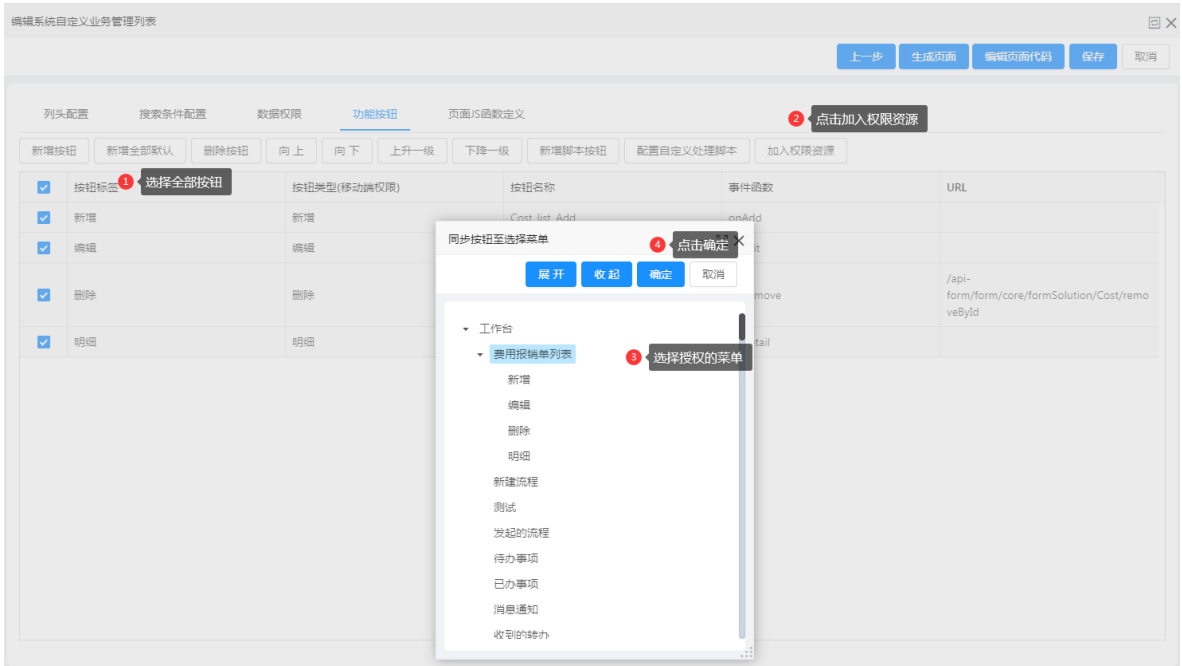 编辑系统自定义业务管理列表
上一步 生成页面 编辑页面代码 保存 取消
列头配置 搜索条件配置 数据权限 功能按钮 页面JS函数定义
2 点击加入权限资源
新增按钮 新增全部默认 删除按钮 向上 向下 上升一级 下降一级 新增脚本按钮 配置自定义处理脚本 加入权限资源
按钮标签 1 选择全部按钮 按钮类型(移动端权限) 按钮名称 事件函数 URL
新增 新增 Cost_list_Add onAdd
编辑 编辑
删除 删除 move /api-
form/form/core/formSolution/Cost/remo
veById
明细 明细 tail
同步按钮至选择菜单
4 点击确定
展开 收起 确定 取消
工作台
费用报销单列表
3 选择授权的菜单
新增
编辑
删除
明细
新建流程
测试
发起的流程
待办事项
已办事项
消息通知
收到的转办